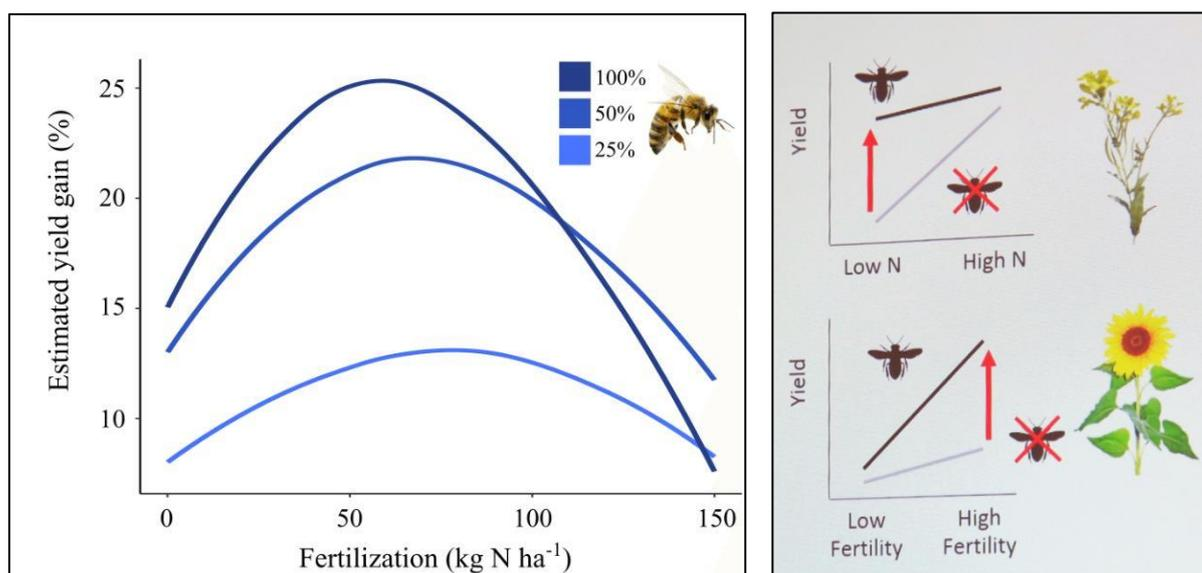 Estimated yield gain (%)
25
20
15
10
0
50
100
150
Fertilization (kg N ha⁻¹)
100%
50%
25%
Yield
Low N
High N
Yield
Low
Fertility
High
Fertility